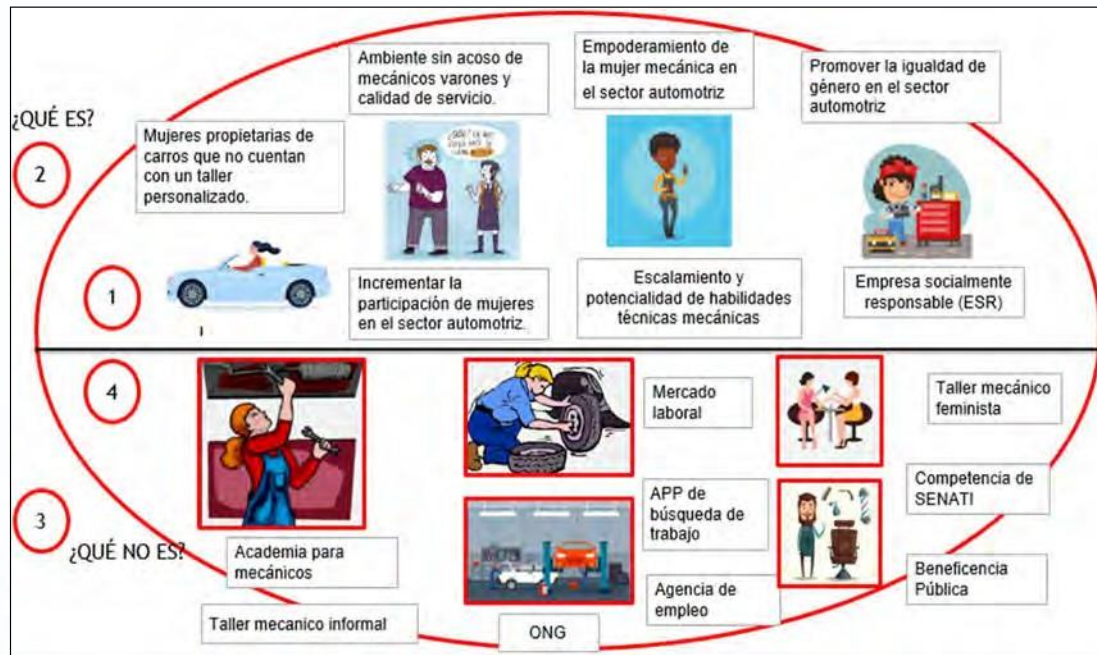 ¿QUÉ ES?
2
Mujeres propietarias de
carros que no cuentan
con un taller
personalizado.
Ambiente sin acoso de
mecánicos varones y
calidad de servicio.
Empoderamiento de
la mujer mecánica en
el sector automotriz
Promover la igualdad de
género en el sector
automotriz
1
I
Incrementar la
participación de mujeres
en el sector automotriz.
Escalamiento y
potencialidad de habilidades
técnicas mecánicas
Empresa socialmente
responsable (ESR)
4
Mercado
laboral
Taller mecánico
feminista
3
¿QUÉ NO ES?
Academia para
mecánicos
APP de
búsqueda de
trabajo
Competencia de
SENATI
Taller mecanico informal
ONG
Agencia de
empleo
Beneficencia
Pública